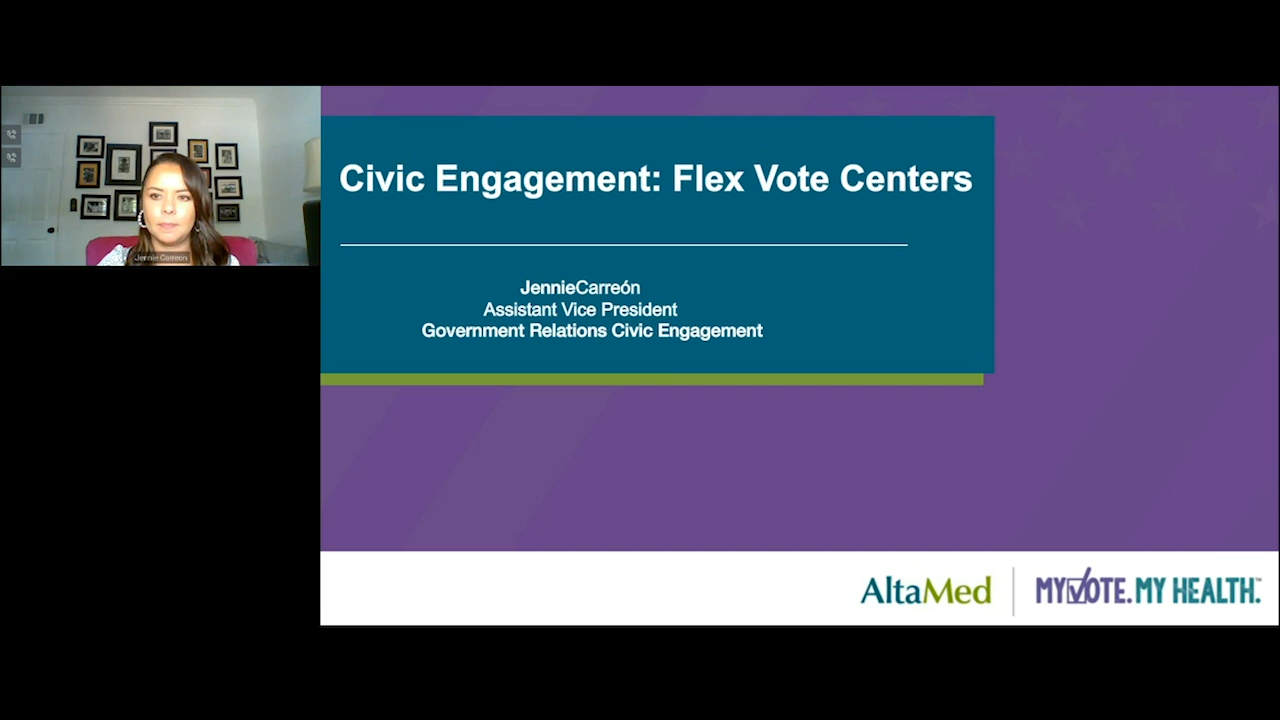 Jennie Carreon
Civic Engagement: Flex Vote Centers
JennieCarreón
Assistant Vice President
Government Relations Civic Engagement
AltaMed
MY VOTE. MY HEALTH.™